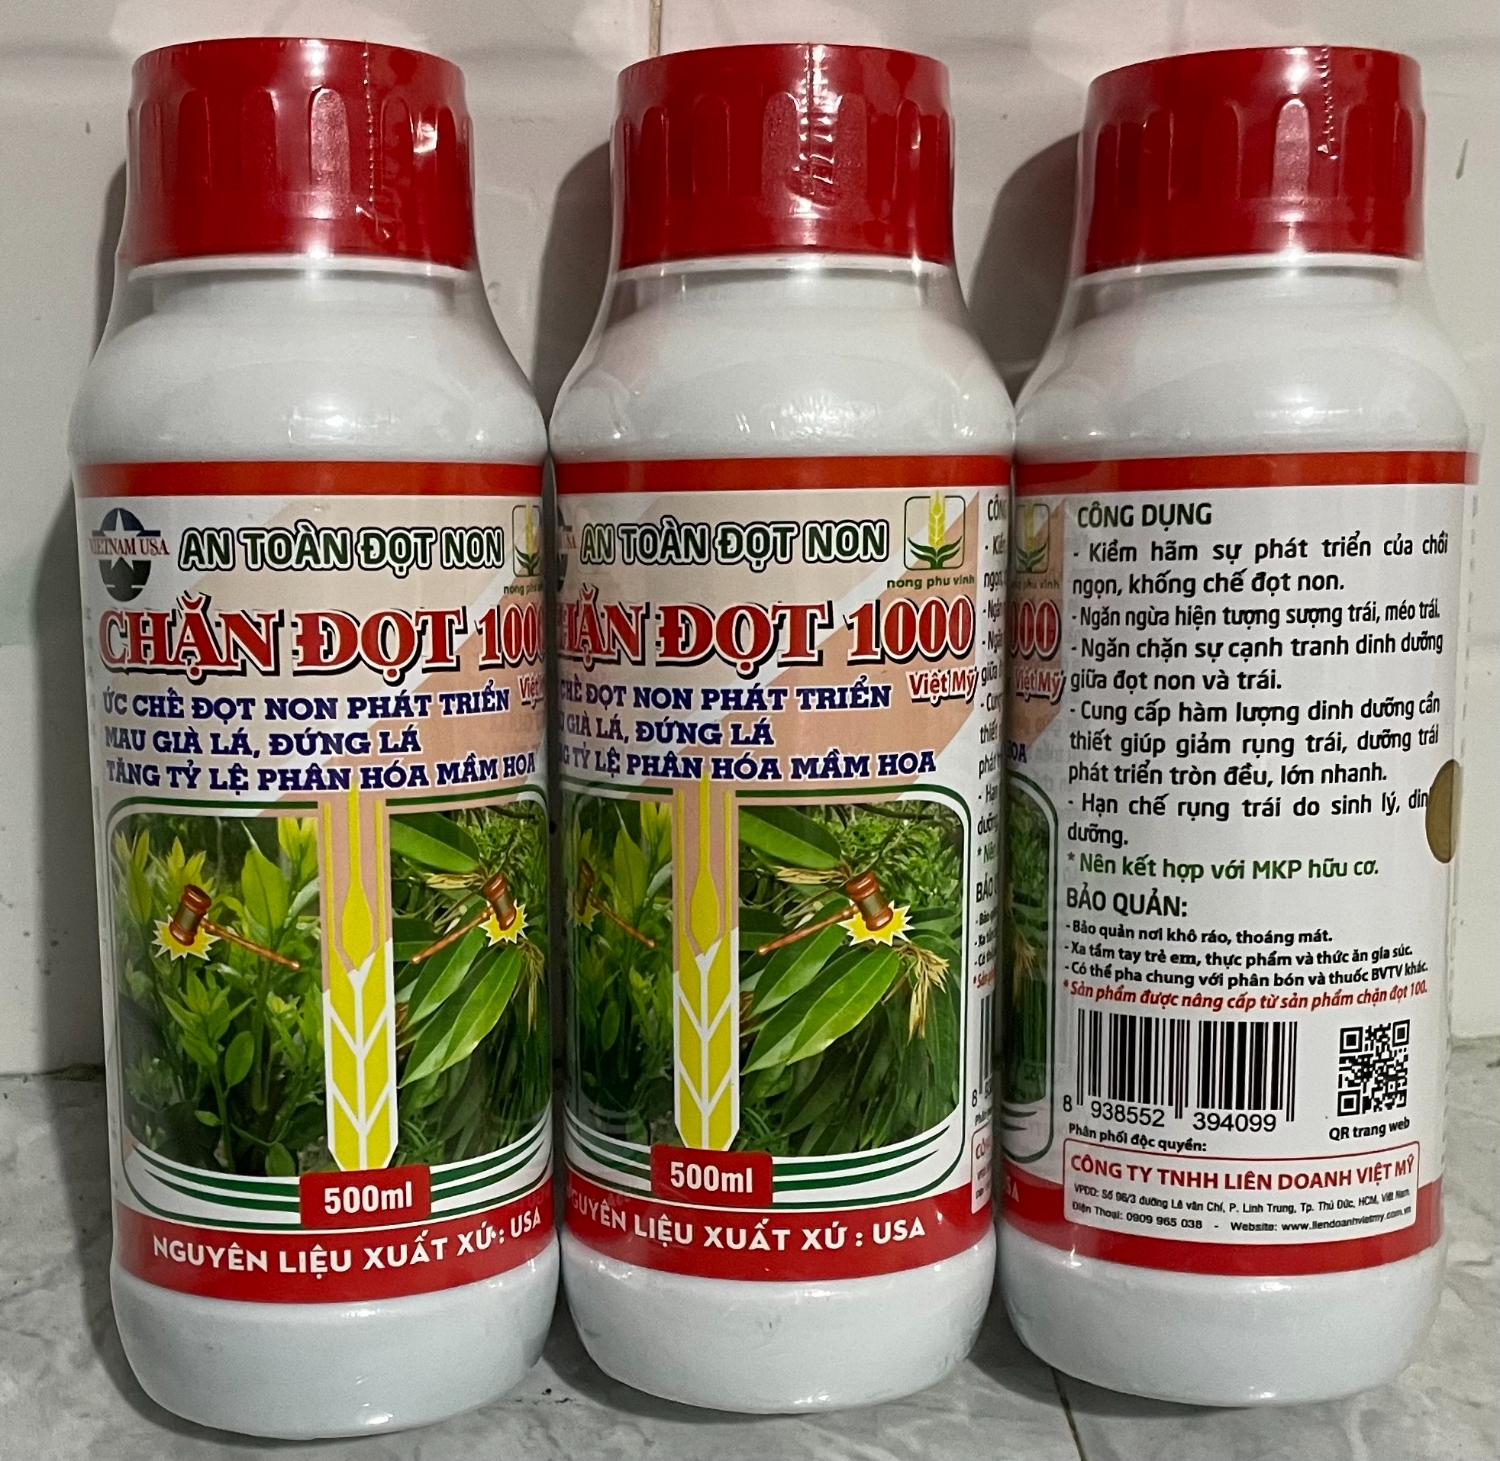 VIETNAM USA
AN TOÀN ĐỌT NON
CHẶN ĐỌT 1000
ỨC CHẾ ĐỌT NON PHÁT TRIỂN
MAU GIÀ LÁ, ĐỨNG LÁ
TĂNG TỶ LỆ PHÂN HÓA MẦM HOA
500ml
NGUYÊN LIỆU XUẤT XỨ : USA
AN TOÀN ĐỌT NON
nong phu vinh
CHẶN ĐỌT 1000
Việt Mỹ
CHẾ ĐỌT NON PHÁT TRIỂN
GIÀ LÁ, ĐỨNG LÁ
TỶ LỆ PHÂN HÓA MẦM HOA
500ml
NGUYÊN LIỆU XUẤT XỨ : USA
Việt Mỹ
CÔNG DỤNG
- Kiềm hãm sự phát triển của chồi
ngọn, khống chế đọt non.
- Ngăn ngừa hiện tượng sượng trái, méo trái.
- Ngăn chặn sự cạnh tranh dinh dưỡng
giữa đọt non và trái.
- Cung cấp hàm lượng dinh dưỡng cần
thiết giúp giảm rụng trái, dưỡng trái
phát triển tròn đều, lớn nhanh.
- Hạn chế rụng trái do sinh lý, dinh
dưỡng.
* Nên kết hợp với MKP hữu cơ.
BẢO QUẢN:
- Bảo quản nơi khô ráo, thoáng mát.
- Xa tầm tay trẻ em, thực phẩm và thức ăn gia súc.
- Có thể pha chung với phân bón và thuốc BVTV khác.
*Sản phẩm được nâng cấp từ sản phẩm chặn đọt 100.
8 938552 394099
QR trang web
Phân phối độc quyền:
CÔNG TY TNHH LIÊN DOANH VIỆT MỸ
VPDD: Số 96/3 đường Lê văn Chí, P. Linh Trung, Tp. Thủ Đức, HCM, Việt Nam
Điện Thoại: 0909 965 038 - Website: www.liendoanhvietmy.com.vn